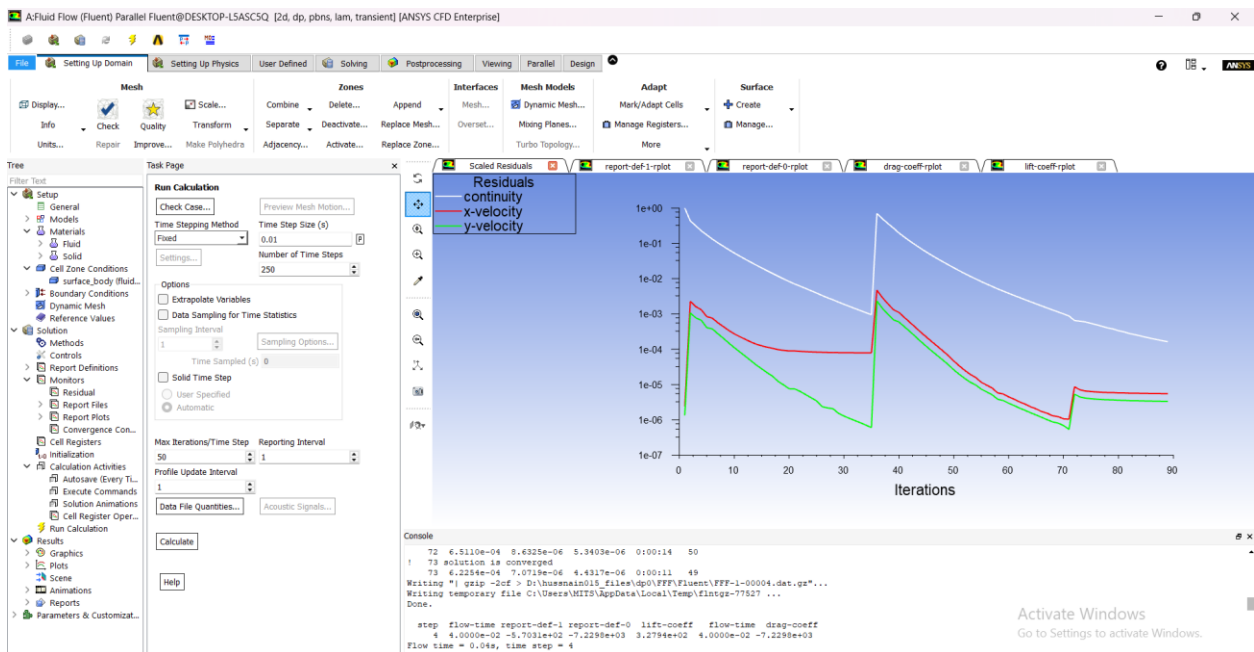 A:Fluid Flow (Fluent) Parallel Fluent@DESKTOP-L5ASC5Q [2d, dp, pbns, lam, transient] [ANSYS CFD Enterprise]
File Setting Up Domain Setting Up Physics User Defined Solving Postprocessing Viewing Parallel Design
ANSYS
Mesh Zones Interfaces Mesh Models Adapt Surface
Display... Scale... Combine Delete... Append Mesh... Dynamic Mesh... Mark/Adapt Cells Create
Info Check Quality Transform Separate Deactivate... Replace Mesh... Overset... Mixing Planes... Manage Registers... Manage...
Units... Repair Improve... Make Polyhedra Adjacency... Activate... Replace Zone... Turbo Topology... More
Tree
Filter Text
Setup
General
Models
Materials
Fluid
Solid
Cell Zone Conditions
surface_body (fluid...
Boundary Conditions
Dynamic Mesh
Reference Values
Solution
Methods
Controls
Report Definitions
Monitors
Residual
Report Files
Report Plots
Convergence Con...
Cell Registers
Initialization
Calculation Activities
Autosave (Every Ti...
Execute Commands
Solution Animations
Cell Register Oper...
Run Calculation
Results
Graphics
Plots
Scene
Animations
Reports
Parameters & Customizat...
Task Page
Run Calculation
Check Case... Preview Mesh Motion...
Time Stepping Method Time Step Size (s)
Fixed 0.01 P
Settings... Number of Time Steps
250
Options
Extrapolate Variables
Data Sampling for Time Statistics
Sampling Interval
1 Sampling Options...
Time Sampled (s) 0
Solid Time Step
User Specified
Automatic
Max Iterations/Time Step Reporting Interval
50 1
Profile Update Interval
1
Data File Quantities... Acoustic Signals...
Calculate
Help
Scaled Residuals report-def-1-rplot report-def-0-rplot drag-coeff-rplot lift-coeff-rplot
Residuals
continuity
x-velocity
y-velocity
1e+00
1e-01
1e-02
1e-03
1e-04
1e-05
1e-06
1e-07
0 10 20 30 40 50 60 70 80 90
Iterations
Console
72 6.5110e-04 8.6325e-06 5.3403e-06 0:00:14 50
! 73 solution is converged
73 6.2254e-04 7.0719e-06 4.4317e-06 0:00:11 49
Writing "| gzip -2cf > D:\hussnain015_files\dp0\FFF\Fluent\FFF-1-00004.dat.gz"...
Writing temporary file C:\Users\MITS\AppData\Local\Temp\flntgz-77527 ...
Done.
step flow-time report-def-1 report-def-0 lift-coeff flow-time drag-coeff
4 4.0000e-02 -5.7031e+02 -7.2298e+03 3.2794e+02 4.0000e-02 -7.2298e+03
Flow time = 0.04s, time step = 4
Activate Windows
Go to Settings to activate Windows.